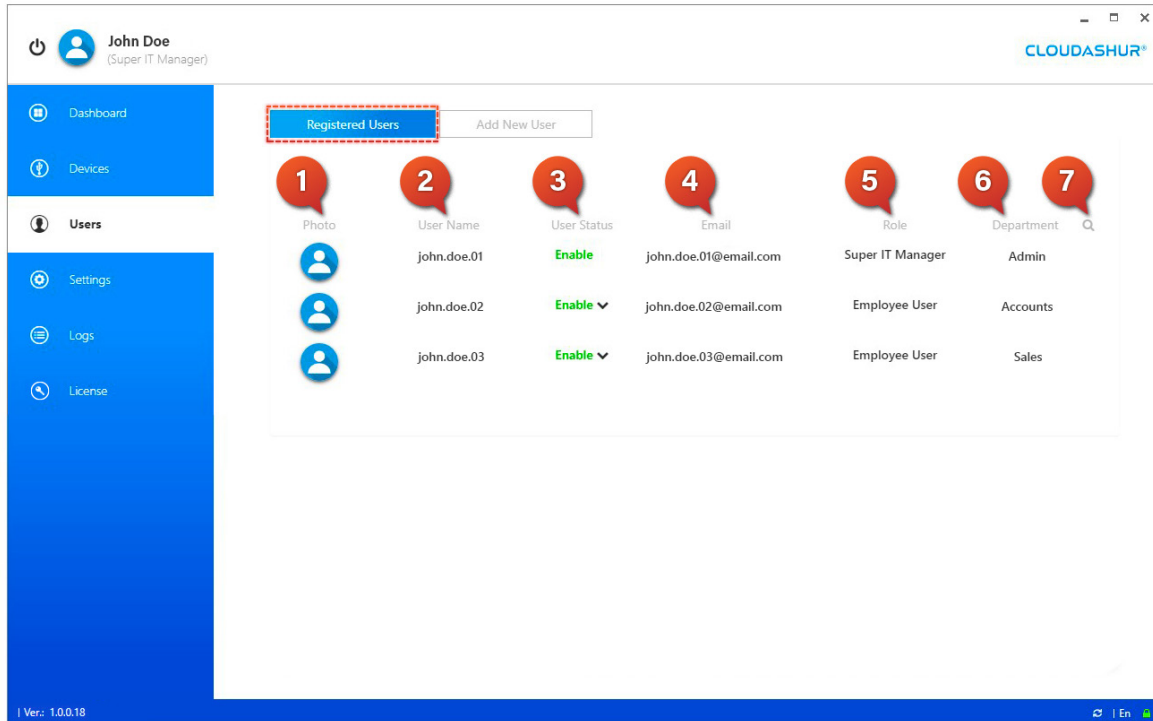 John Doe
(Super IT Manager)
CLOUDASHUR®
Dashboard
Devices
Users
Settings
Logs
License
Registered Users
Add New User
1 2 3 4 5 6 7
Photo User Name User Status Email Role Department
john.doe.01 Enable john.doe.01@email.com Super IT Manager Admin
john.doe.02 Enable john.doe.02@email.com Employee User Accounts
john.doe.03 Enable john.doe.03@email.com Employee User Sales
| Ver.: 1.0.0.18
| En